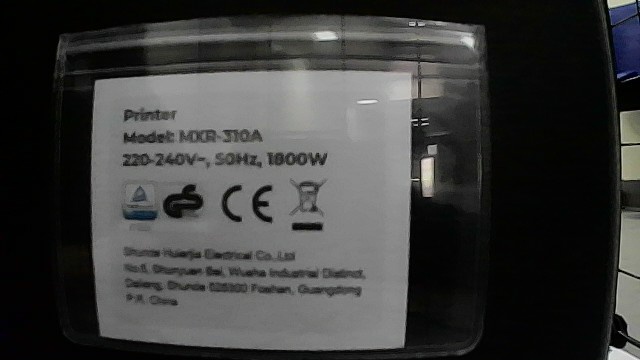 Printer
Model: MXR-310A
220-240V~, 50Hz, 1800W
CE
Shunde Huierjia Electrical Co.,Ltd
No.5, Shunyuan Bei, Wusha Industrial District,
Daliang, Shunde 528300 Foshan, Guangdong
P.R. China